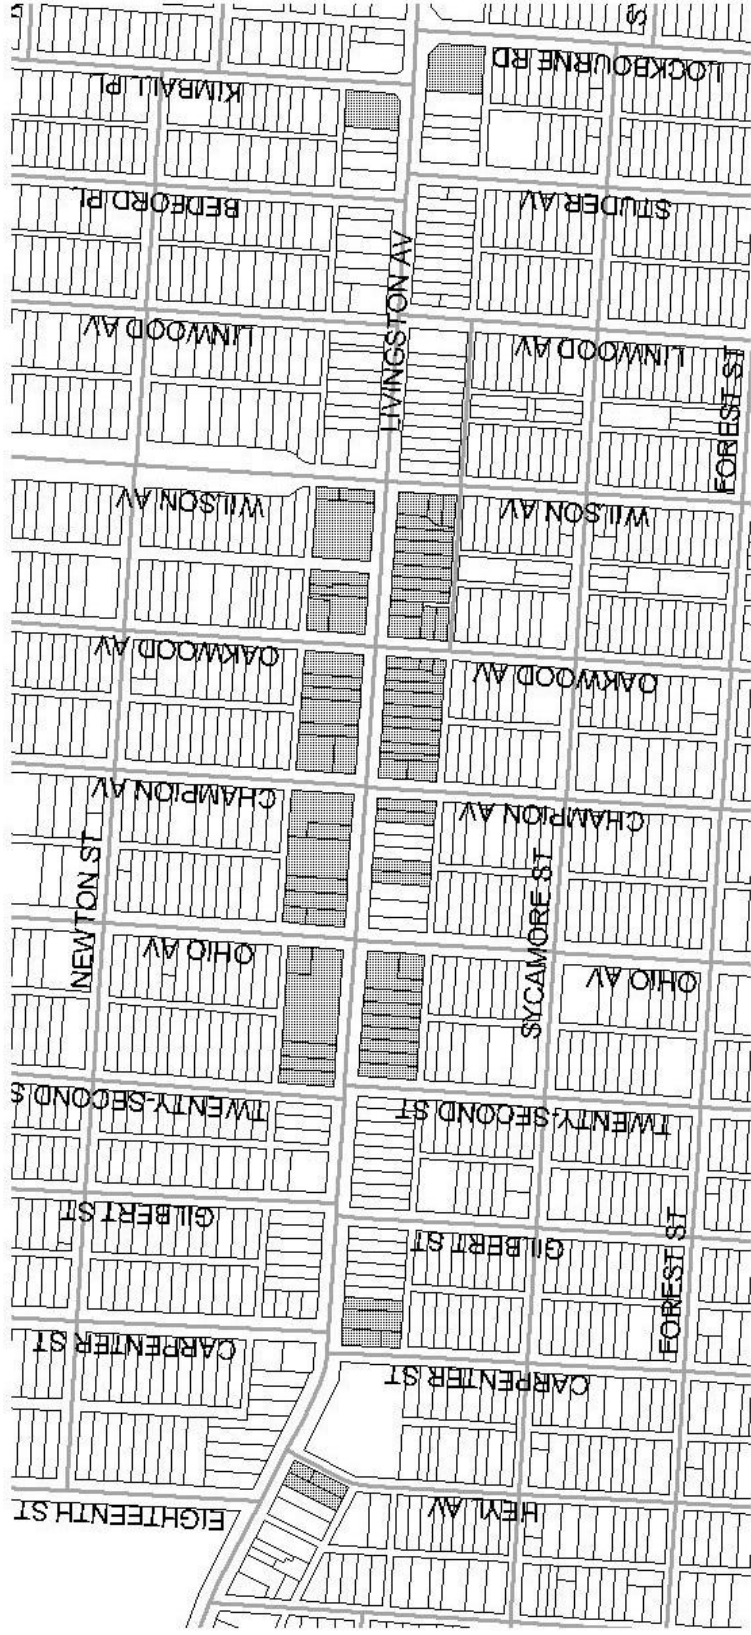 LOCKBOURNE RD
KIMBALL PL
BEDFORD PL
STUDER AV
LIVINGSTON AV
LINWOOD AV
LINWOOD AV
FOREST ST
WILSON AV
WILSON AV
OAKWOOD AV
OAKWOOD AV
CHAMPION AV
CHAMPION AV
NEWTON ST
SYCAMORE ST
OHIO AV
OHIO AV
TWENTY-SECOND S
TWENTY-SECOND ST
GILBERT ST
GILBERT ST
FOREST ST
CARPENTER ST
CARPENTER ST
EIGHTEENTH ST
HEYL AV